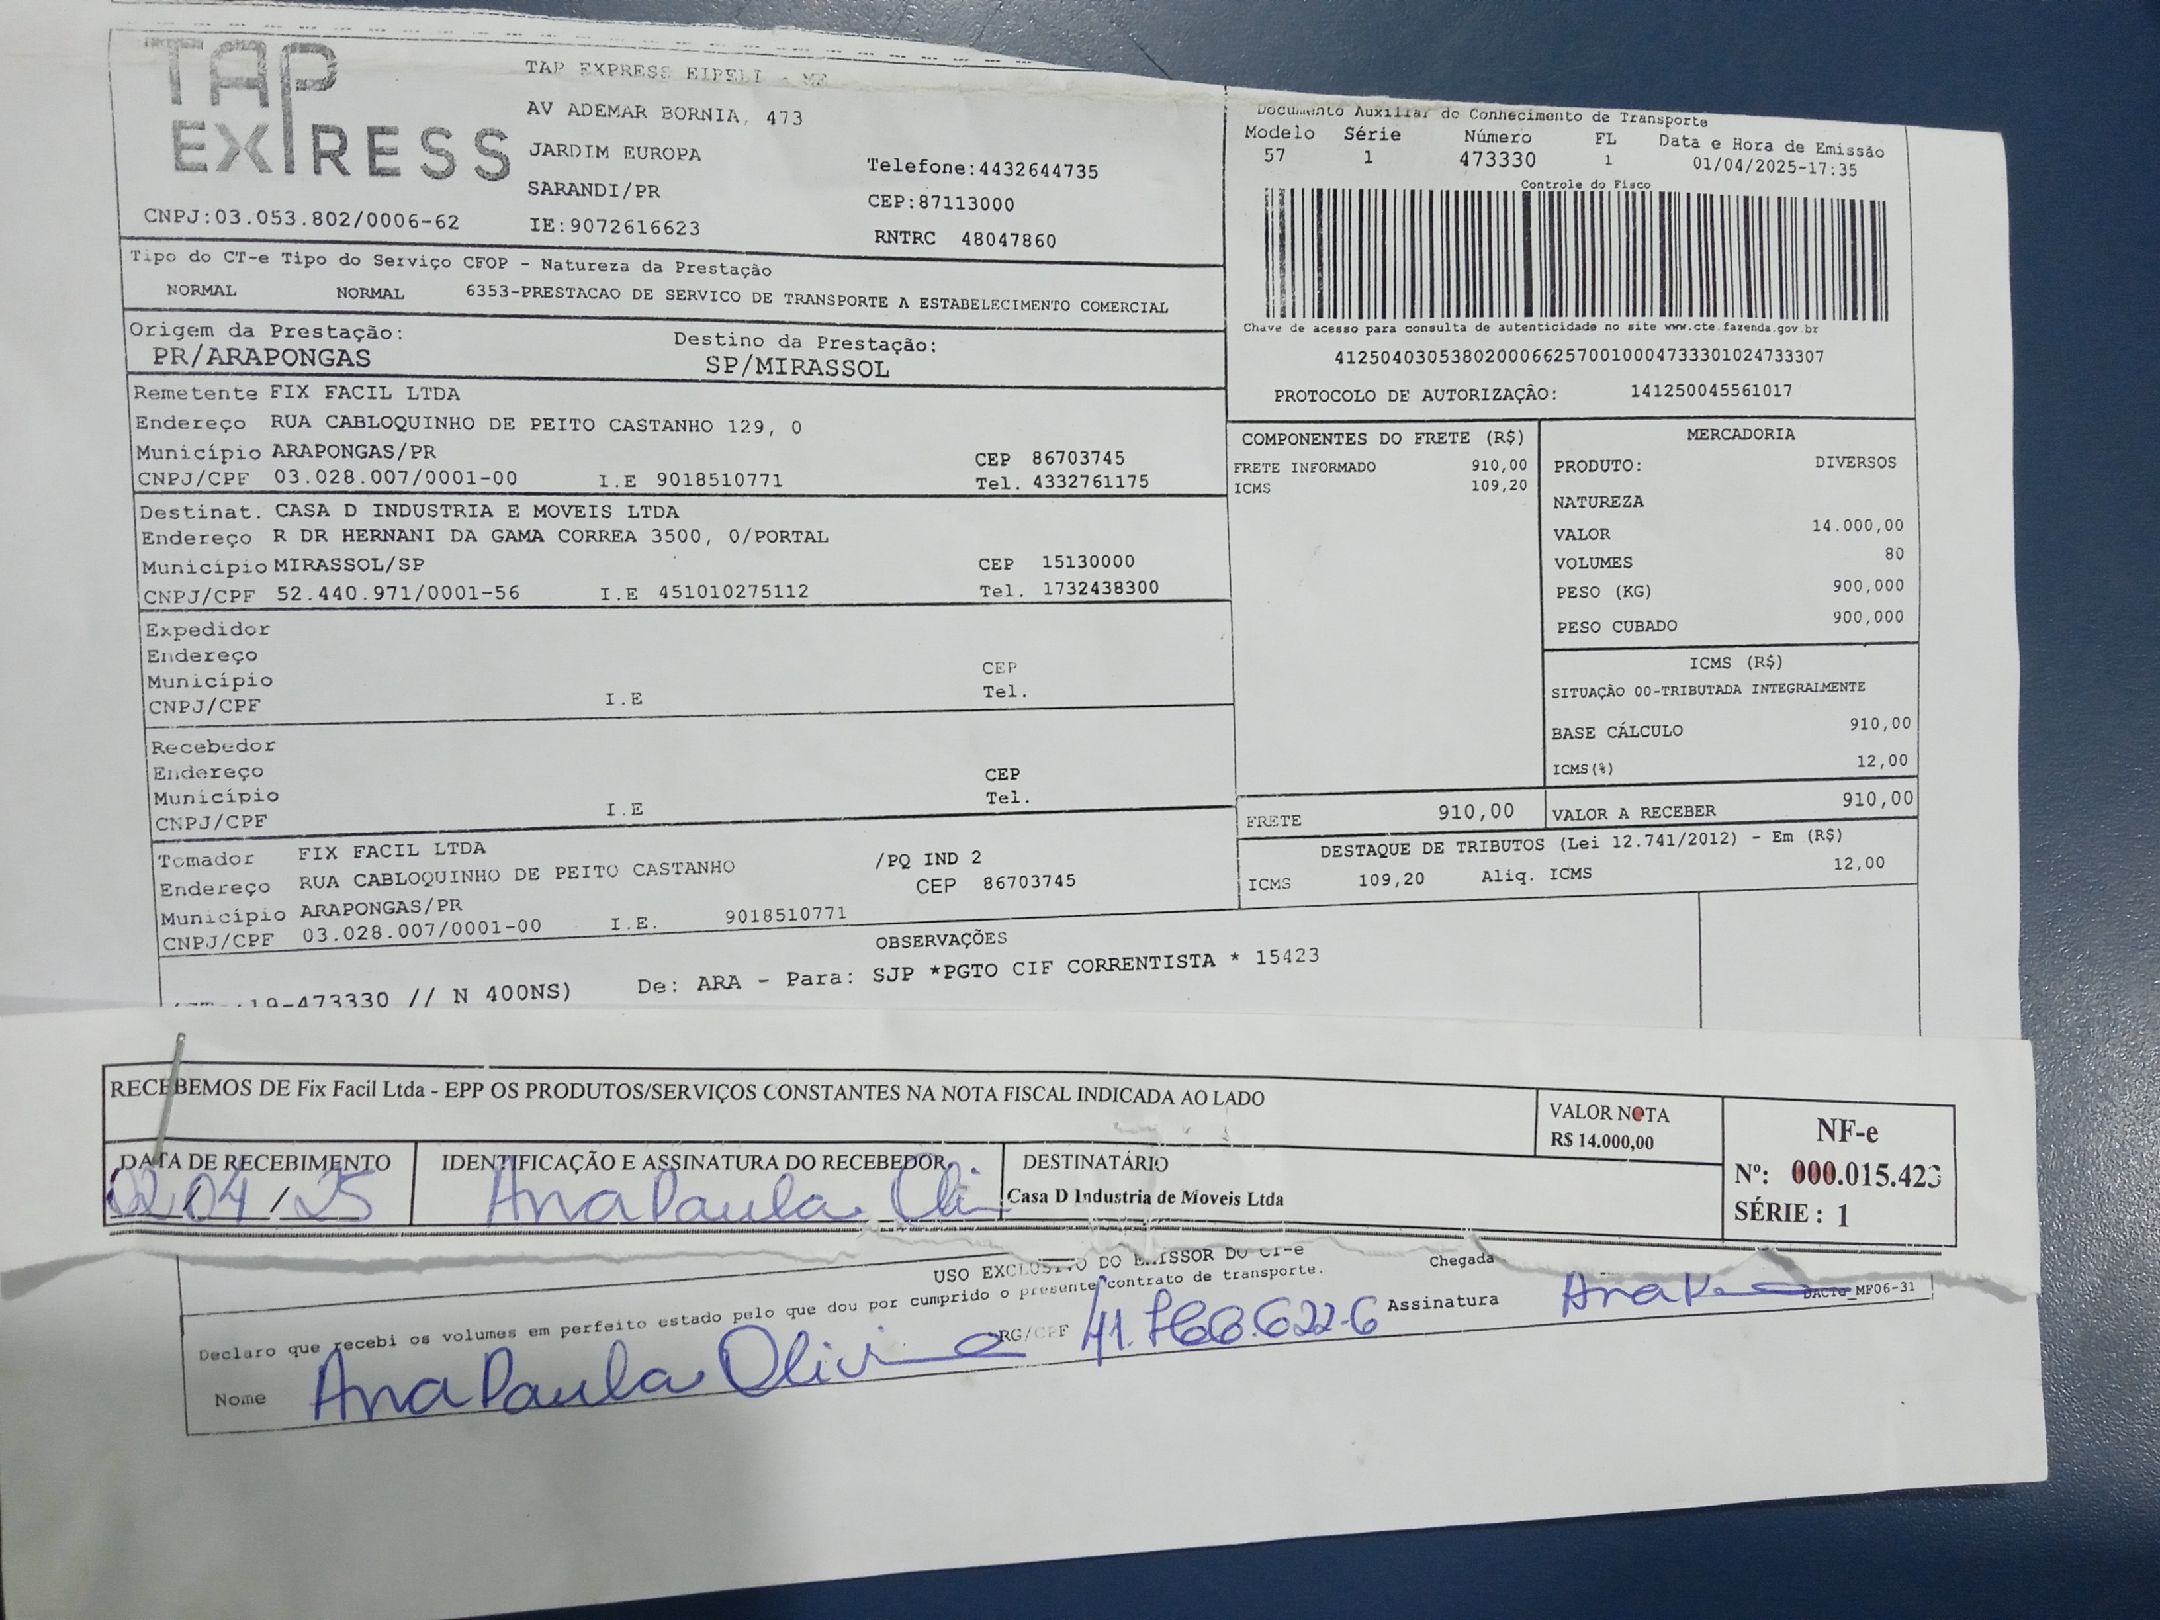 TAP
EXPRESS
CNPJ:03.053.802/0006-62
TAP EXPRESS EIRELI - ME
AV ADEMAR BORNIA, 473
JARDIM EUROPA
SARANDI/PR
IE:9072616623
Telefone:4432644735
CEP:87113000
RNTRC 48047860
Documento Auxiliar do Conhecimento de Transporte
Modelo Série Número FL Data e Hora de Emissão
57 1 473330 1 01/04/2025-17:35
Controle do Fisco
Chave de acesso para consulta de autenticidade no site www.cte.fazenda.gov.br
41250403053802000662570010004733301024733307
PROTOCOLO DE AUTORIZAÇÃO: 141250045561017
Tipo do CT-e Tipo do Serviço CFOP - Natureza da Prestação
NORMAL NORMAL 6353-PRESTACAO DE SERVICO DE TRANSPORTE A ESTABELECIMENTO COMERCIAL
Origem da Prestação: Destino da Prestação:
PR/ARAPONGAS SP/MIRASSOL
Remetente FIX FACIL LTDA
Endereço RUA CABLOQUINHO DE PEITO CASTANHO 129, 0
Município ARAPONGAS/PR CEP 86703745
CNPJ/CPF 03.028.007/0001-00 I.E 9018510771 Tel. 4332761175
Destinat. CASA D INDUSTRIA E MOVEIS LTDA
Endereço R DR HERNANI DA GAMA CORREA 3500, 0/PORTAL
Município MIRASSOL/SP CEP 15130000
CNPJ/CPF 52.440.971/0001-56 I.E 451010275112 Tel. 1732438300
Expedidor
Endereço
Município CEP
CNPJ/CPF I.E Tel.
Recebedor
Endereço CEP
Município Tel.
CNPJ/CPF I.E
Tomador FIX FACIL LTDA
Endereço RUA CABLOQUINHO DE PEITO CASTANHO /PQ IND 2
Município ARAPONGAS/PR CEP 86703745
CNPJ/CPF 03.028.007/0001-00 I.E. 9018510771
COMPONENTES DO FRETE (R$)
FRETE INFORMADO 910,00
ICMS 109,20
MERCADORIA
PRODUTO: DIVERSOS
NATUREZA
VALOR 14.000,00
VOLUMES 80
PESO (KG) 900,000
PESO CUBADO 900,000
ICMS (R$)
SITUAÇÃO 00-TRIBUTADA INTEGRALMENTE
BASE CÁLCULO 910,00
ICMS(%) 12,00
FRETE 910,00 VALOR A RECEBER 910,00
DESTAQUE DE TRIBUTOS (Lei 12.741/2012) - Em (R$)
ICMS 109,20 Aliq. ICMS 12,00
OBSERVAÇÕES
19-473330 // N 400NS) De: ARA - Para: SJP *PGTO CIF CORRENTISTA * 15423
RECEBEMOS DE Fix Facil Ltda - EPP OS PRODUTOS/SERVIÇOS CONSTANTES NA NOTA FISCAL INDICADA AO LADO
VALOR NOTA
R$ 14.000,00
NF-e
Nº: 000.015.423
SÉRIE : 1
DATA DE RECEBIMENTO
02/04/25
IDENTIFICAÇÃO E ASSINATURA DO RECEBEDOR
Ana Paula Oli
DESTINATÁRIO
Casa D Industria de Moveis Ltda
USO EXCLUSIVO DO EMISSOR DO CT-e
Chegada
Declaro que recebi os volumes em perfeito estado pelo que dou por cumprido o presente contrato de transporte.
Nome Ana Paula RG/CPF Assinatura
DACTe_MF06-31